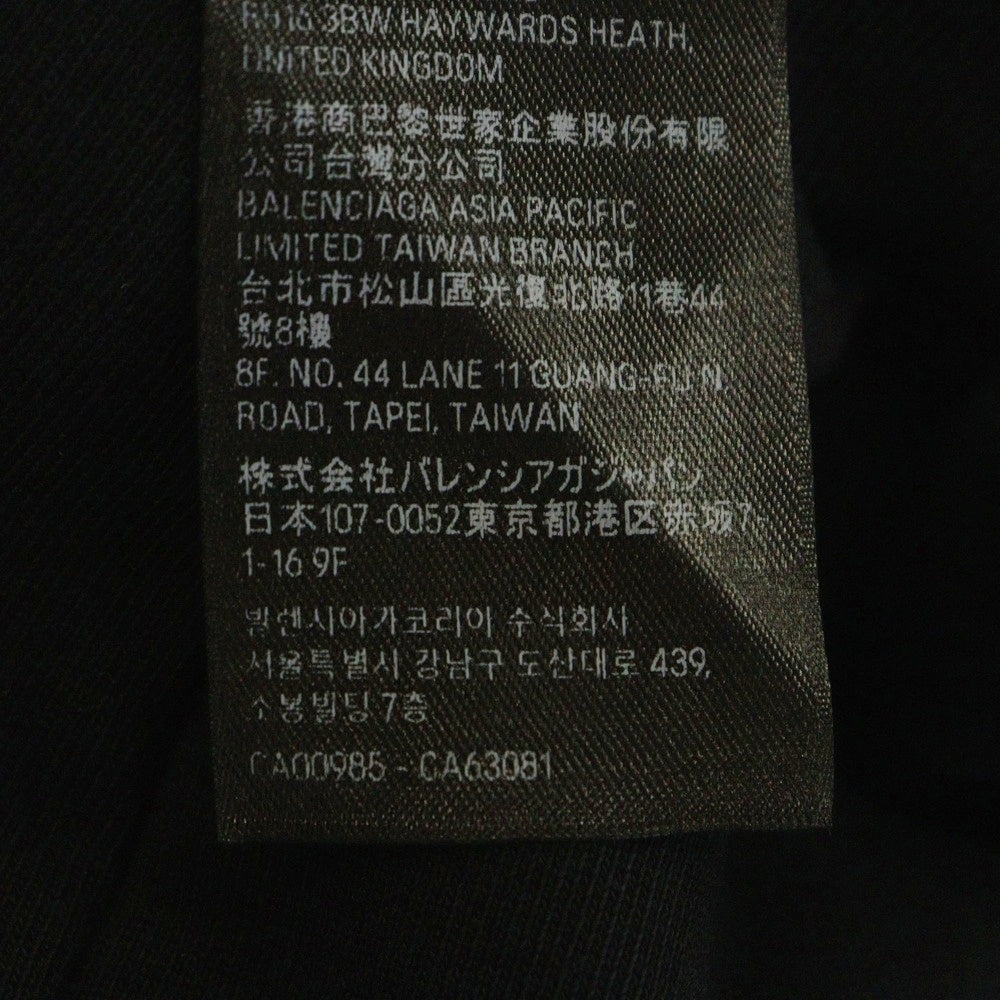 RH16 3BW HAYWARDS HEATH,
UNITED KINGDOM
香港商巴黎世家企業股份有限
公司台灣分公司
BALENCIAGA ASIA PACIFIC
LIMITED TAIWAN BRANCH
台北市松山區光復北路11巷44
號8樓
8F. NO. 44 LANE 11 GUANG-FU N.
ROAD, TAPEI, TAIWAN
株式会社バレンシアガジャパン
日本107-0052東京都港区赤坂7-
1-16 9F
발렌시아가코리아 수식회사
서울특별시 강남구 도산대로 439,
소봉빌딩 7층
CA00985 - CA63081